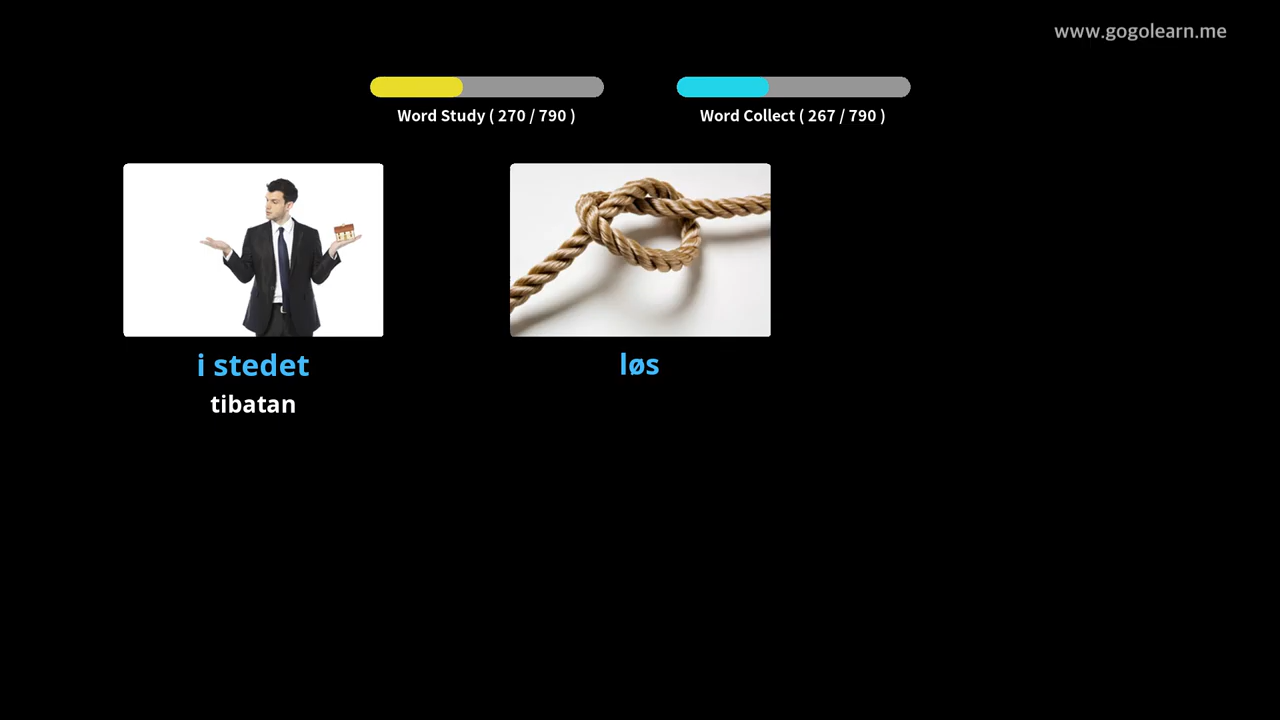 www.gogolearn.me
Word Study ( 270 / 790 )
Word Collect ( 267 / 790 )
i stedet
tibatan
løs